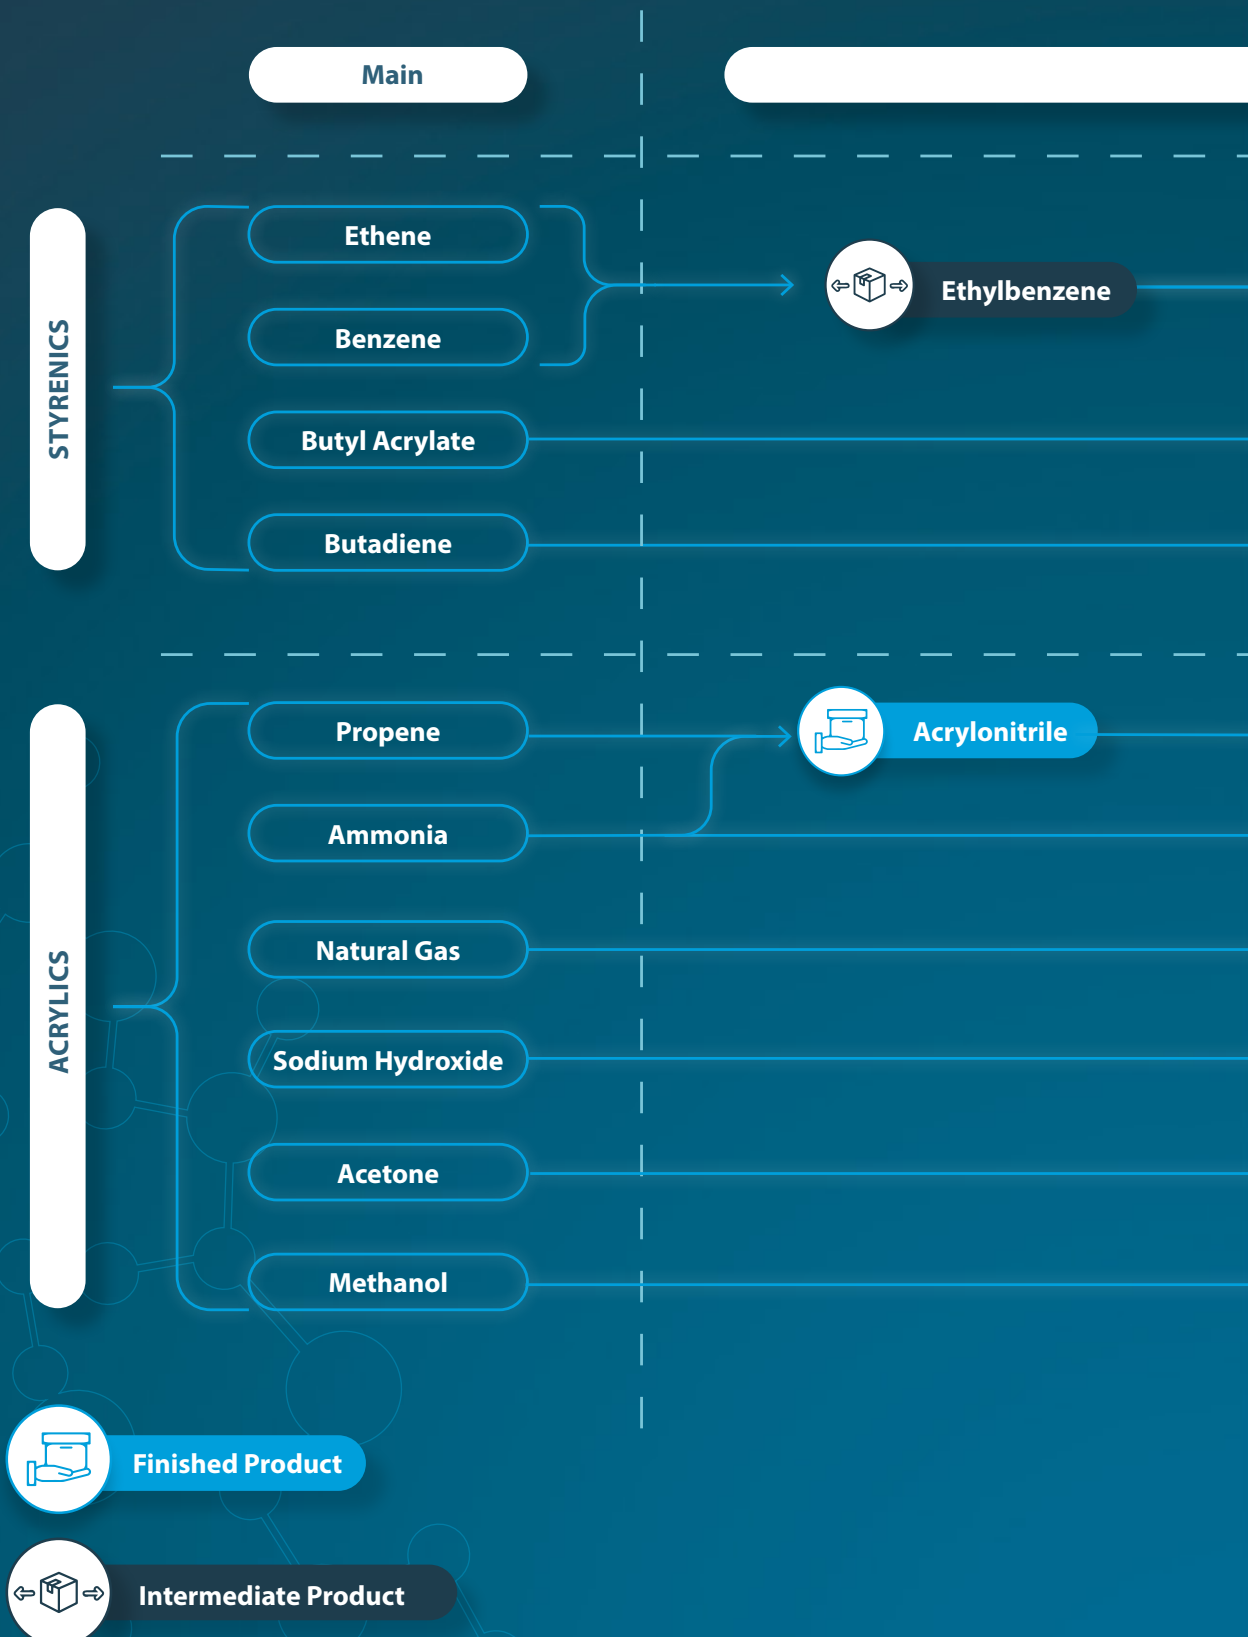 Main
STYRENICS
Ethene
Benzene
Ethylbenzene
Butyl Acrylate
Butadiene
ACRYLICS
Propene
Acrylonitrile
Ammonia
Natural Gas
Sodium Hydroxide
Acetone
Methanol
Finished Product
Intermediate Product